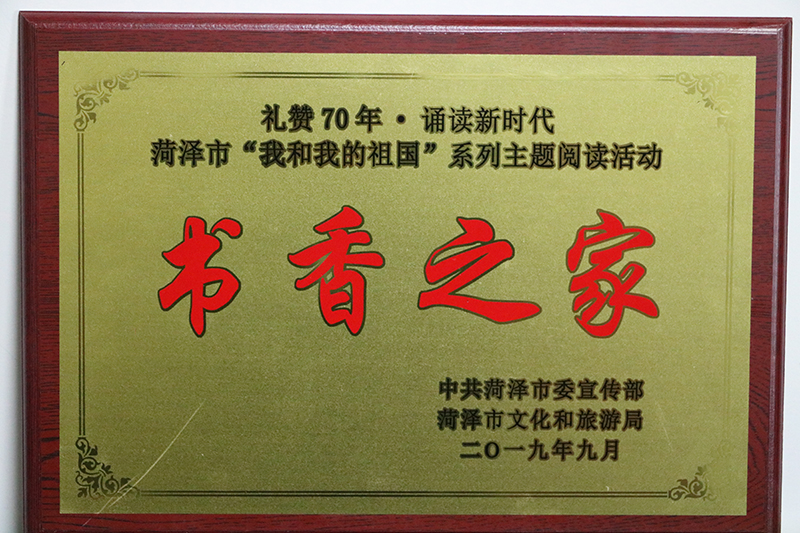 礼赞70年·诵读新时代
菏泽市“我和我的祖国”系列主题阅读活动
书香之家
中共菏泽市委宣传部
菏泽市文化和旅游局
二〇一九年九月